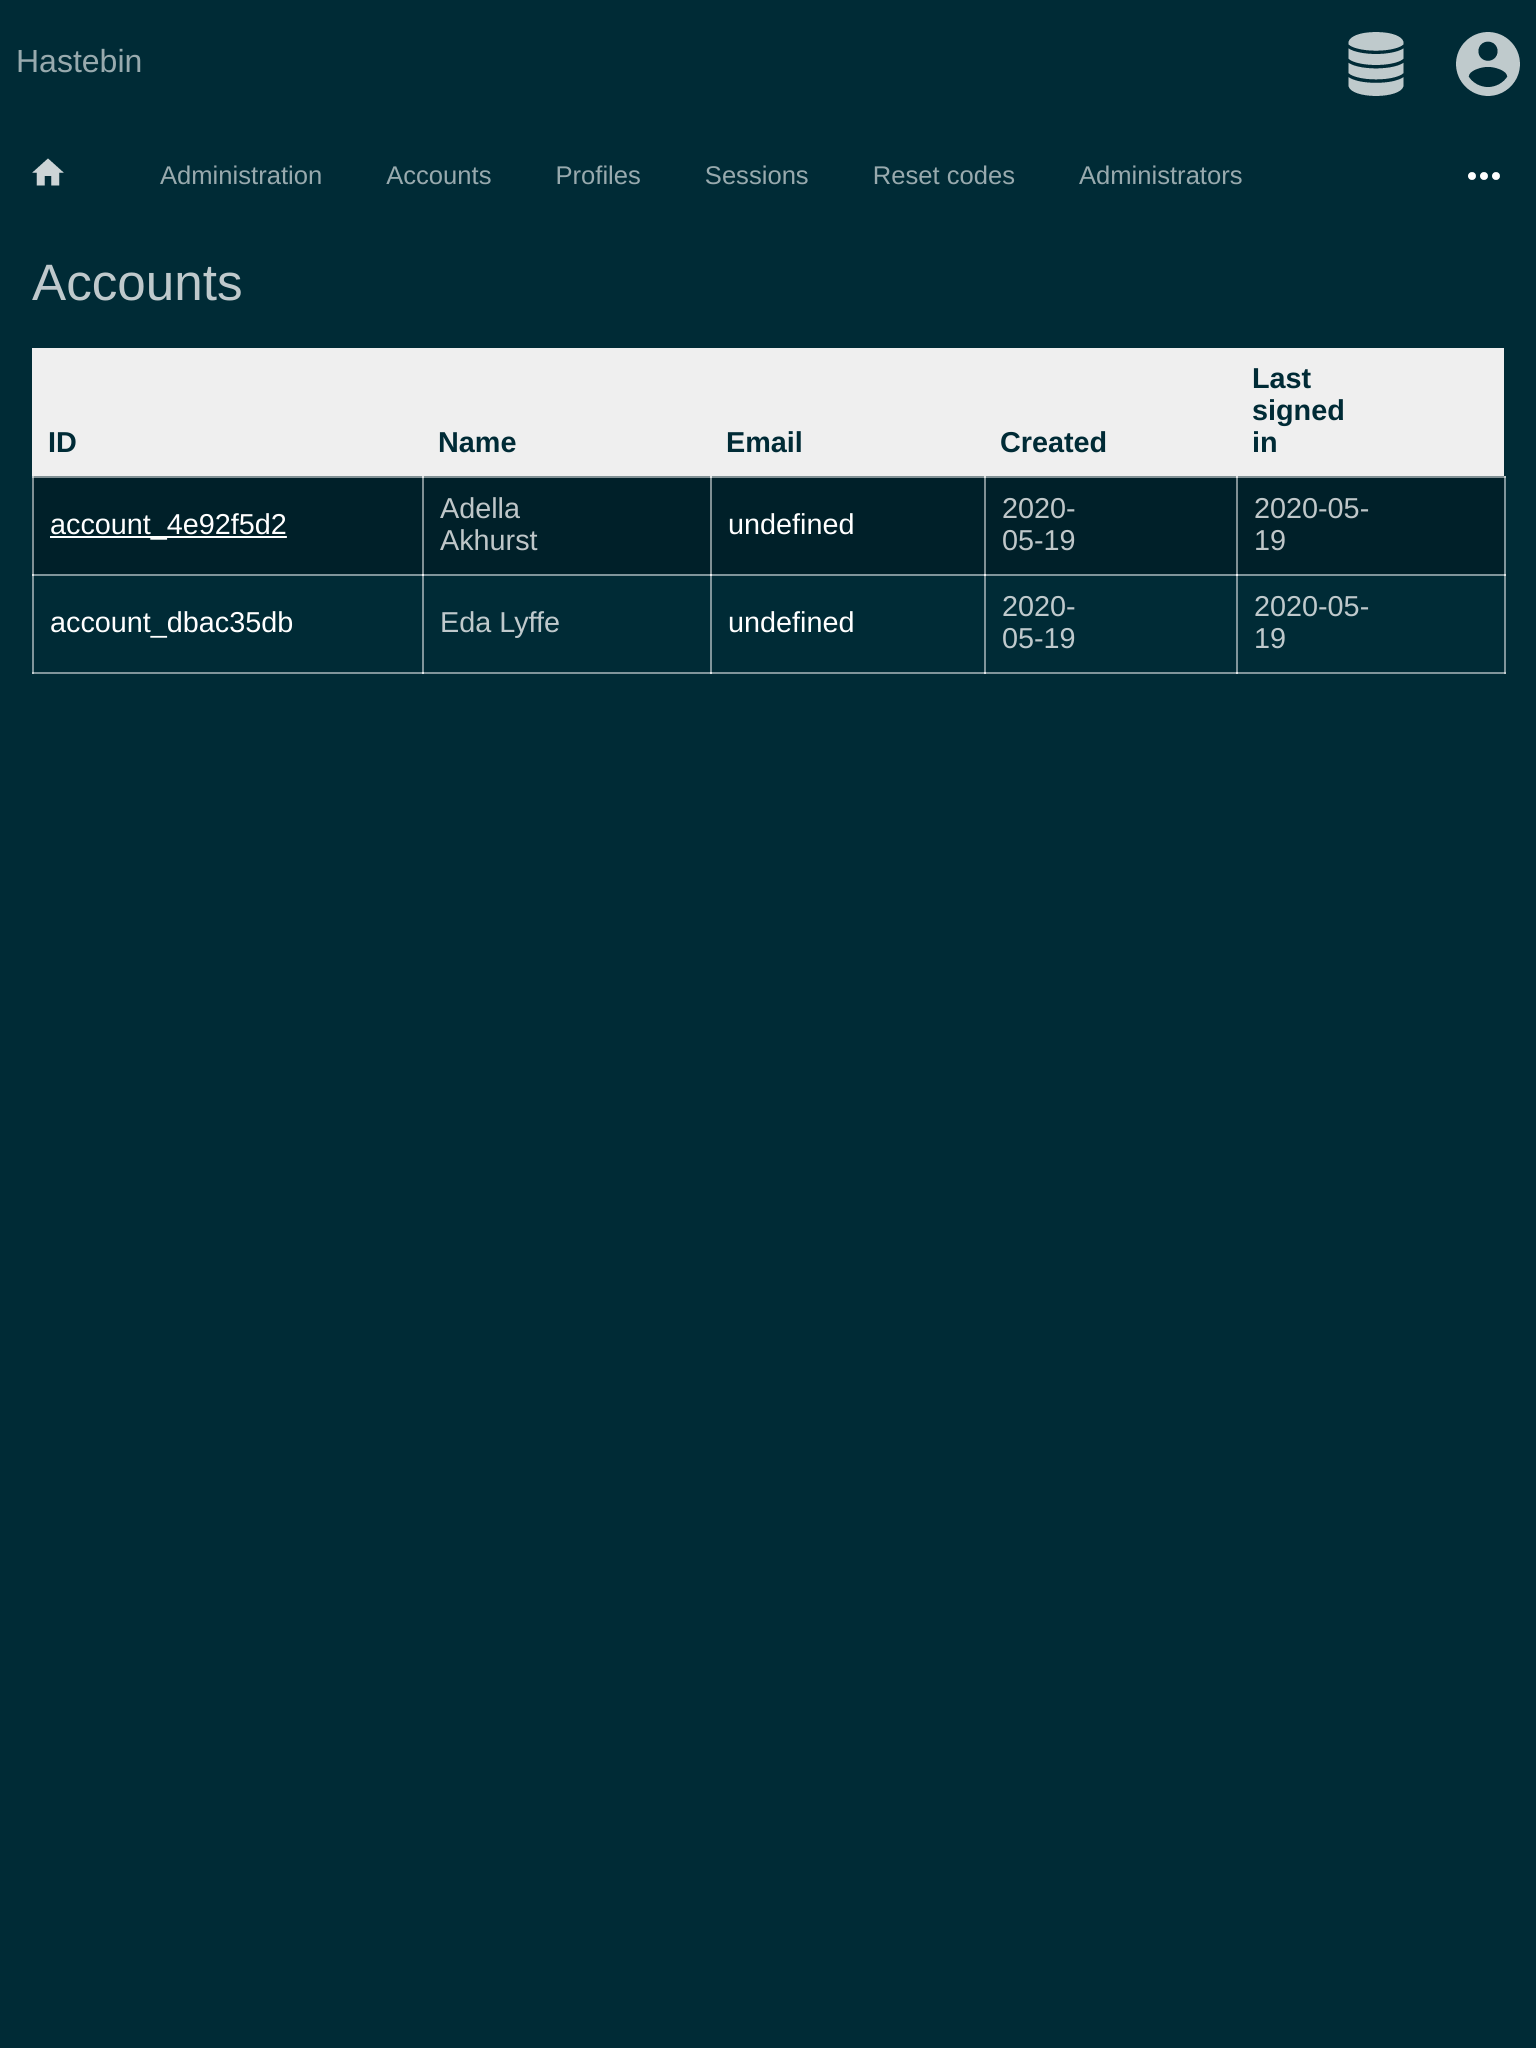 Hastebin
Administration Accounts Profiles Sessions Reset codes Administrators
Accounts
ID Name Email Created Last signed in
account_4e92f5d2 Adella Akhurst undefined 2020-05-19 2020-05-19
account_dbac35db Eda Lyffe undefined 2020-05-19 2020-05-19